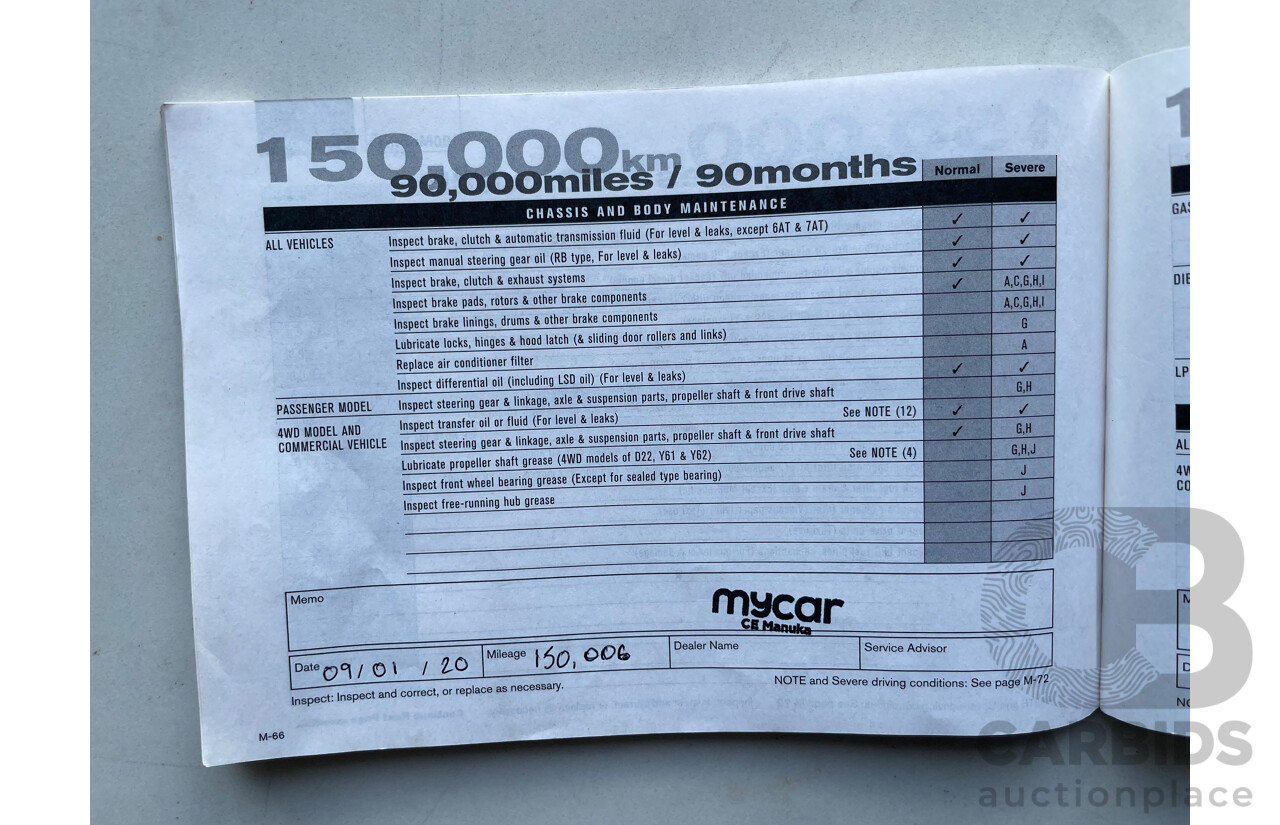 150,000km
90,000miles / 90months
Normal
Severe
CHASSIS AND BODY MAINTENANCE
ALL VEHICLES
Inspect brake, clutch & automatic transmission fluid (For level & leaks, except 6AT & 7AT) ✓ ✓
Inspect manual steering gear oil (RB type, For level & leaks) ✓ ✓
Inspect brake, clutch & exhaust systems ✓ ✓
Inspect brake pads, rotors & other brake components ✓ A,C,G,H,I
Inspect brake linings, drums & other brake components A,C,G,H,I
Lubricate locks, hinges & hood latch (& sliding door rollers and links) G
Replace air conditioner filter A
Inspect differential oil (including LSD oil) (For level & leaks) ✓ ✓
PASSENGER MODEL
Inspect steering gear & linkage, axle & suspension parts, propeller shaft & front drive shaft G,H
4WD MODEL AND
COMMERCIAL VEHICLE
Inspect transfer oil or fluid (For level & leaks) See NOTE (12) ✓ ✓
Inspect steering gear & linkage, axle & suspension parts, propeller shaft & front drive shaft ✓ G,H
Lubricate propeller shaft grease (4WD models of D22, Y61 & Y62) See NOTE (4) G,H,J
Inspect front wheel bearing grease (Except for sealed type bearing) J
Inspect free-running hub grease J
Memo
mycar
CE Manuka
Date 09/01/20
Mileage 150,006
Dealer Name
Service Advisor
Inspect: Inspect and correct, or replace as necessary.
NOTE and Severe driving conditions: See page M-72
M-66
1
GAS
DIE
LP
AL
4W
CO
M
D
CB
CARBIDS
auctionplace